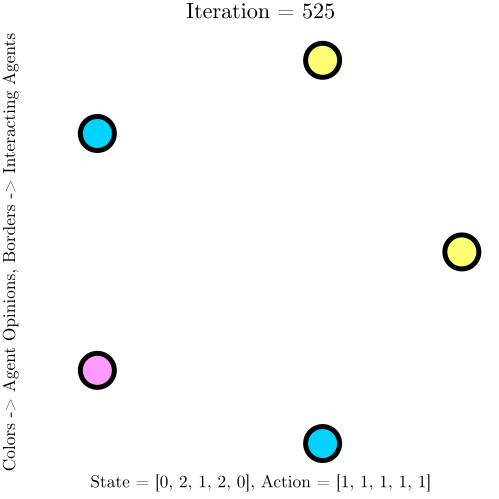 Iteration = 525
Colors -> Agent Opinions, Borders -> Interacting Agents
State = [0, 2, 1, 2, 0], Action = [1, 1, 1, 1, 1]